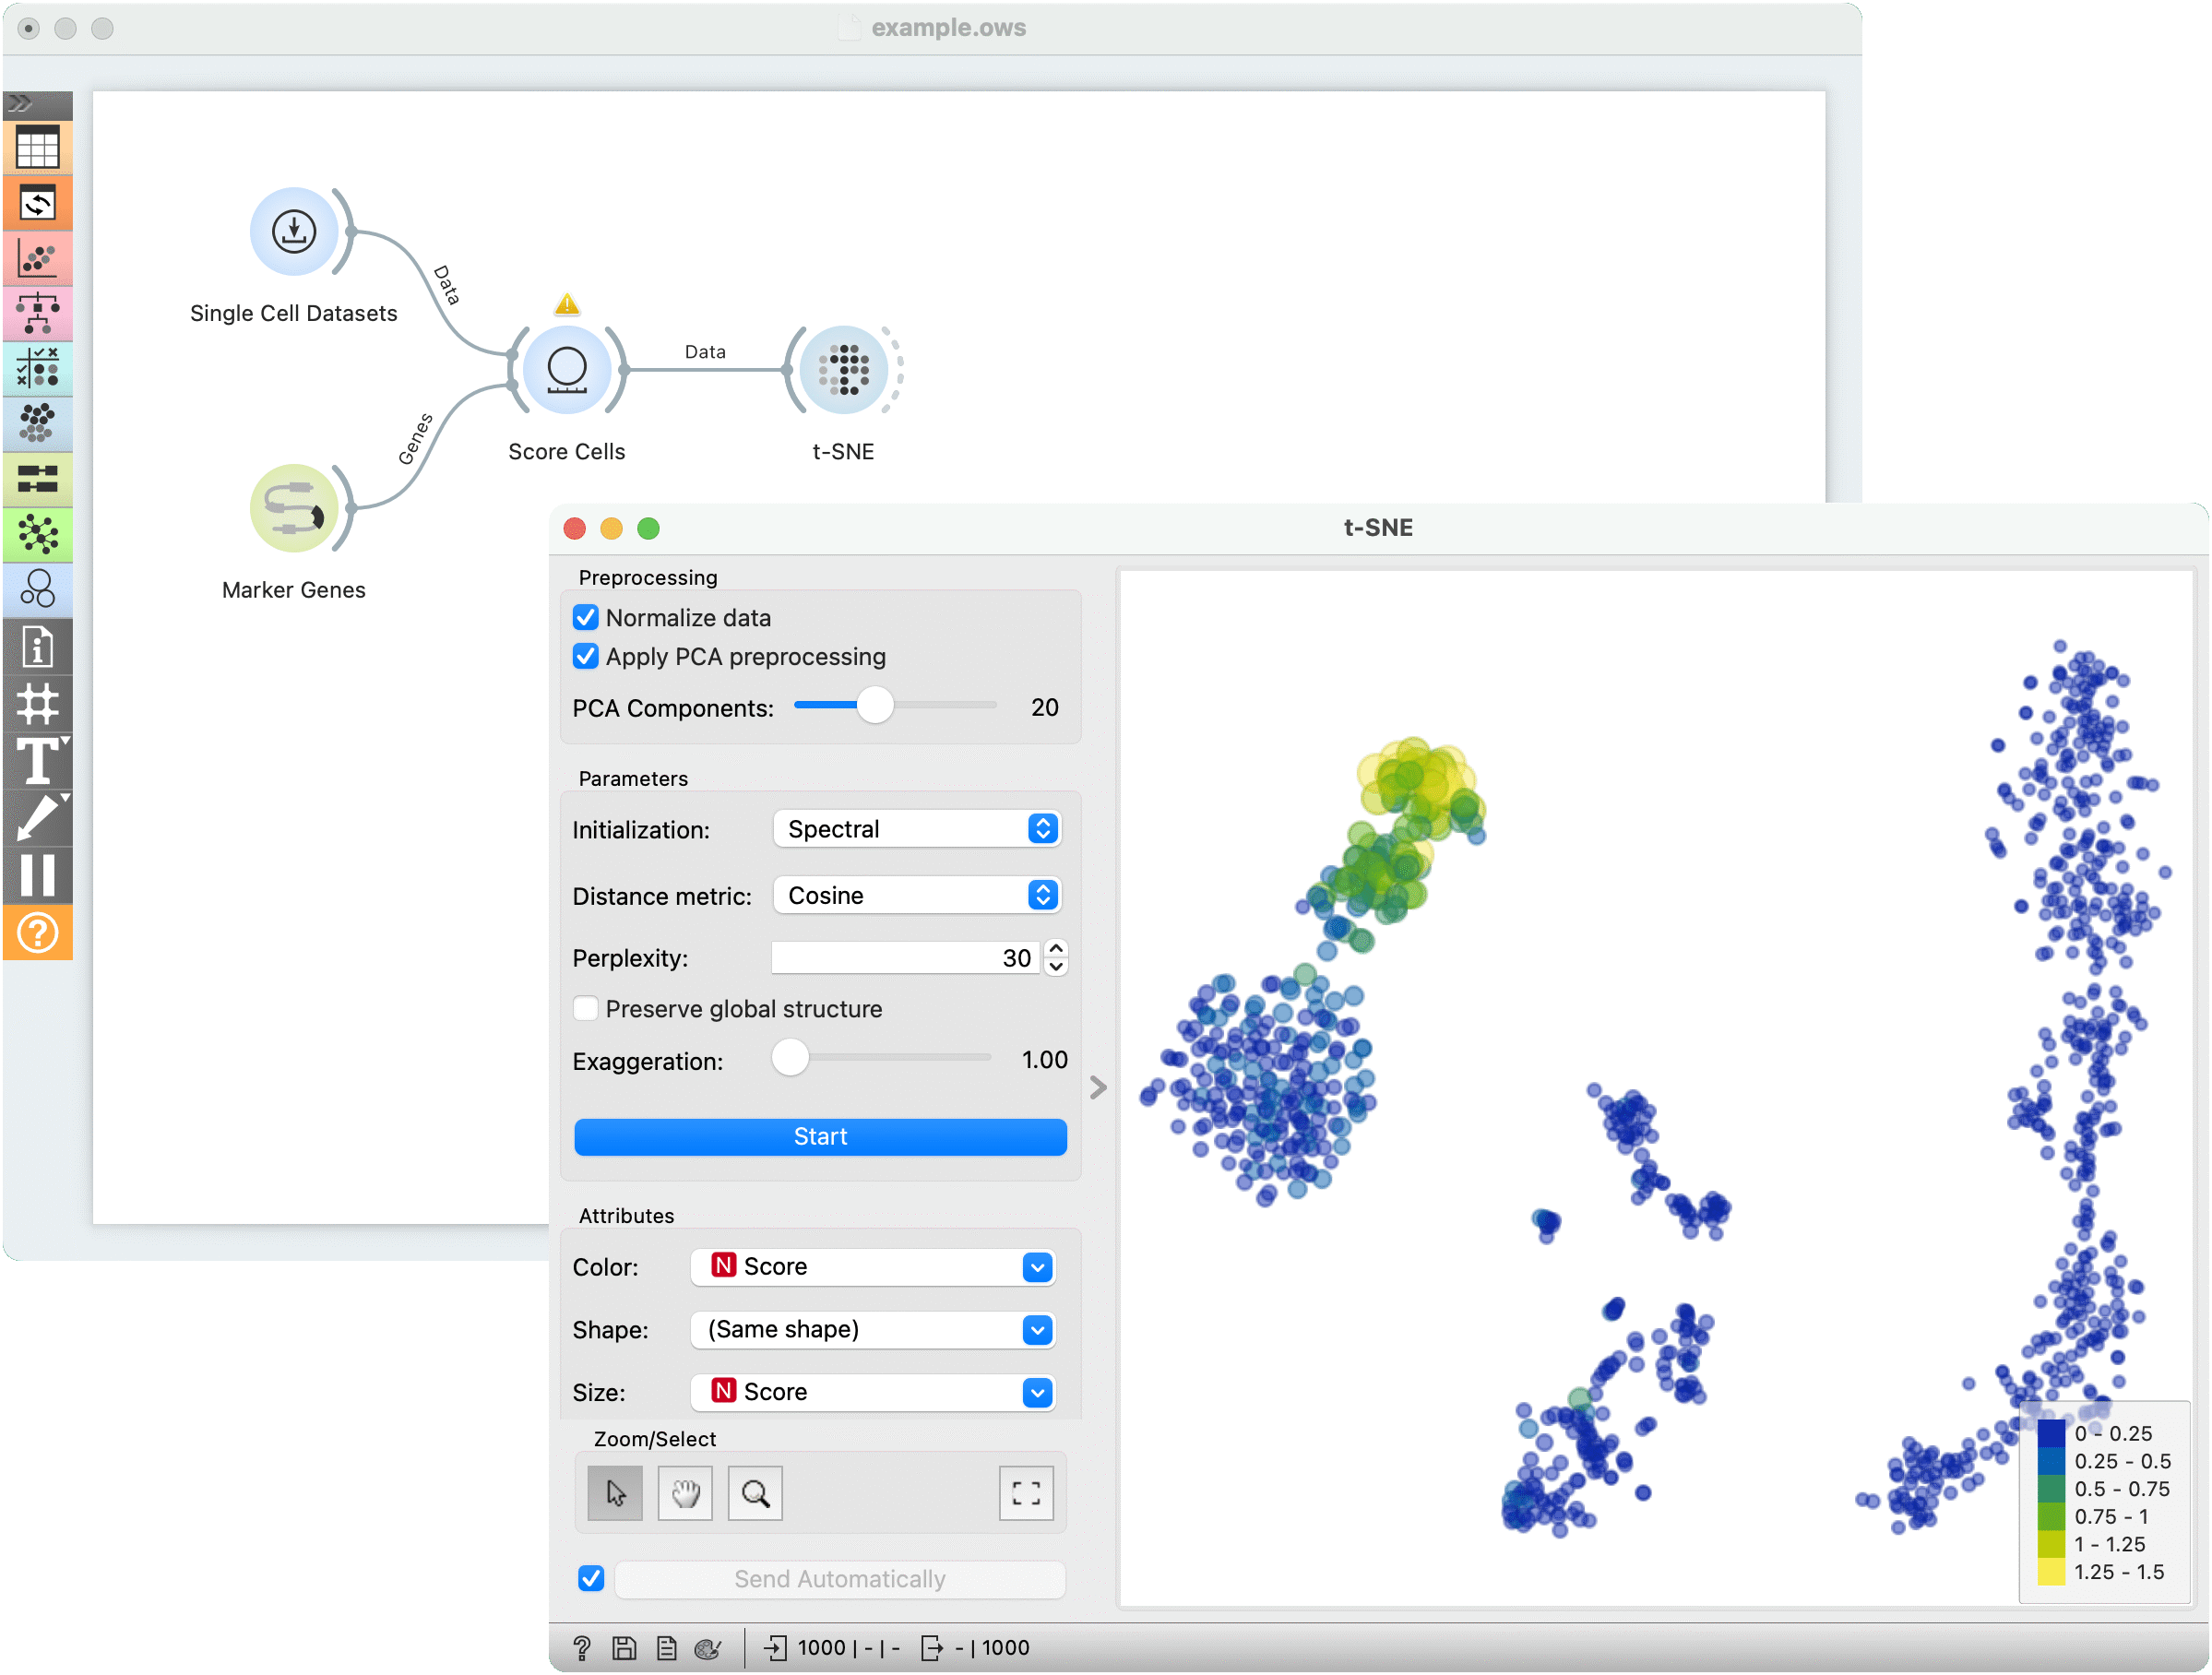 example.ows
Single Cell Datasets
Data
Genes
Score Cells
Data
t-SNE
Marker Genes
t-SNE
Preprocessing
Normalize data
Apply PCA preprocessing
PCA Components: 20
Parameters
Initialization: Spectral
Distance metric: Cosine
Perplexity: 30
Preserve global structure
Exaggeration: 1.00
Start
Attributes
Color: N Score
Shape: (Same shape)
Size: N Score
Zoom/Select
Send Automatically
1000 | - | - - | 1000
0 - 0.25
0.25 - 0.5
0.5 - 0.75
0.75 - 1
1 - 1.25
1.25 - 1.5